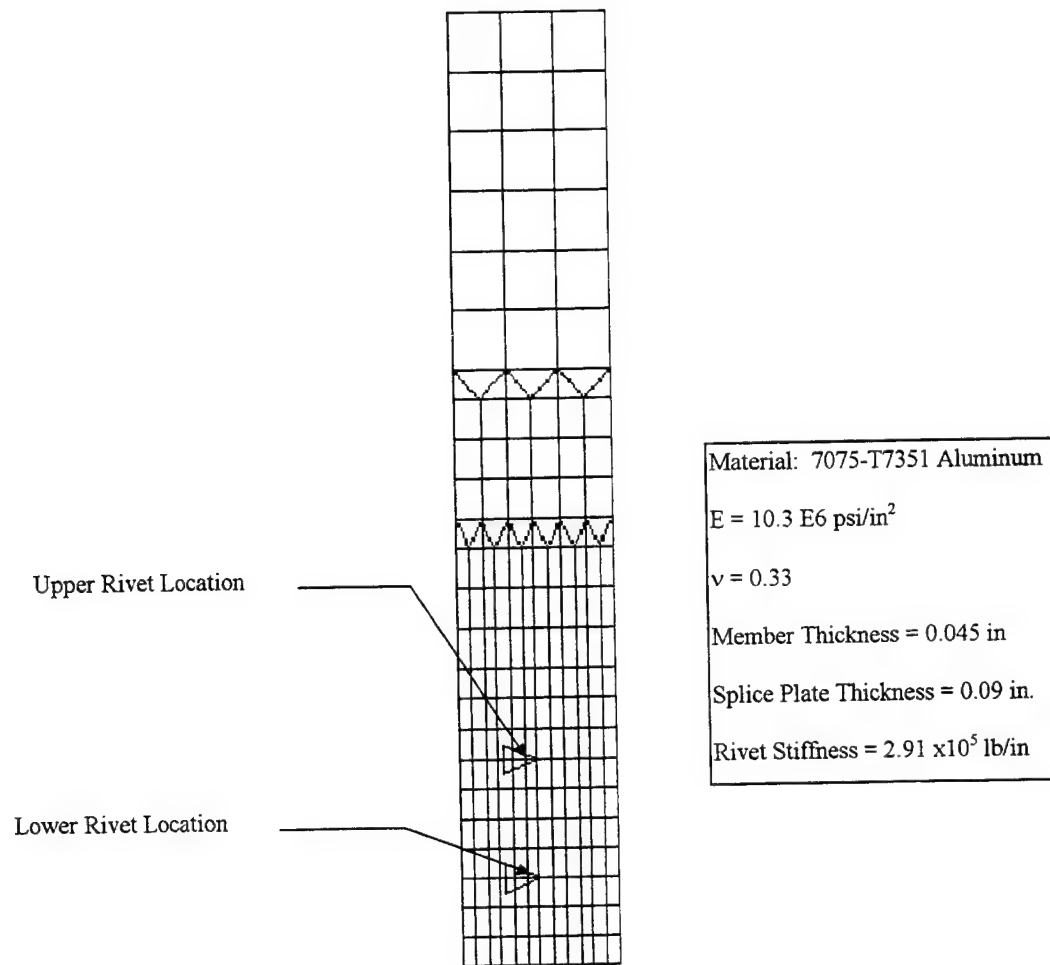 Upper Rivet Location
Lower Rivet Location
Material: 7075-T7351 Aluminum
E = 10.3 E6 psi/in²
ν = 0.33
Member Thickness = 0.045 in
Splice Plate Thickness = 0.09 in.
Rivet Stiffness = 2.91 x10⁵ lb/in